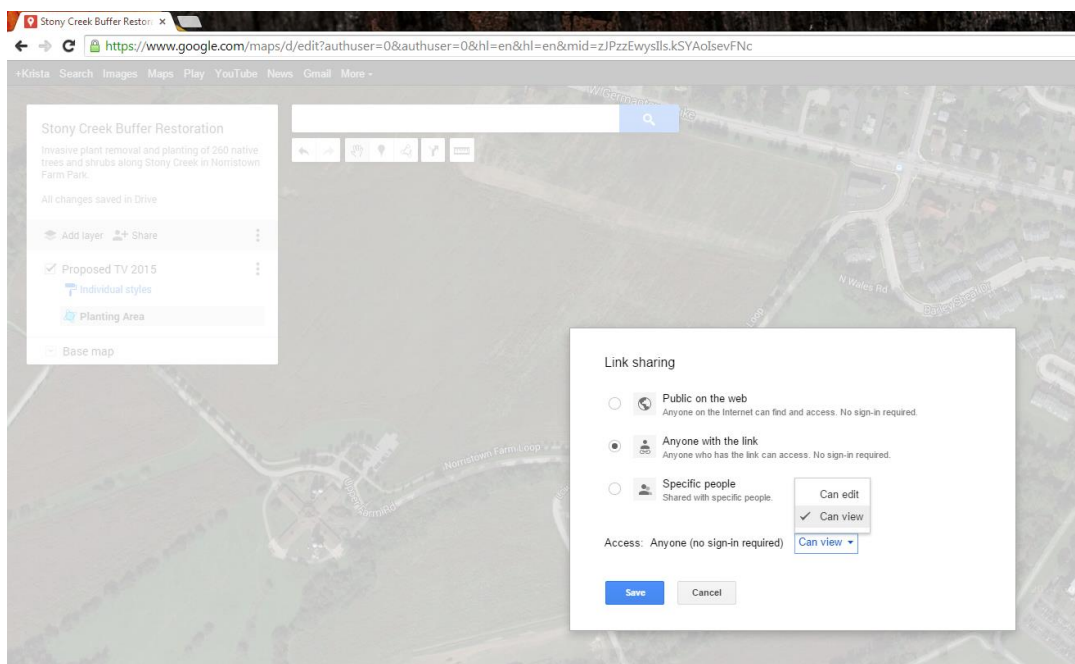 Stony Creek Buffer Restor
https://www.google.com/maps/d/edit?authuser=0&authuser=0&hl=en&hl=en&mid=zJPzzEwysIls.kSYAoIsevFNc
+Krista Search Images Maps Play YouTube News Gmail More
Stony Creek Buffer Restoration
Invasive plant removal and planting of 260 native
trees and shrubs along Stony Creek in Norristown
Farm Park.
All changes saved in Drive
Add layer Share
Proposed TV 2015
Individual styles
Planting Area
Base map
N Wales Rd
Loop
Norristown Farm Loop
Link sharing
Public on the web
Anyone on the Internet can find and access. No sign-in required.
Anyone with the link
Anyone who has the link can access. No sign-in required.
Specific people
Shared with specific people.
Can edit
Can view
Access: Anyone (no sign-in required) Can view
Save Cancel